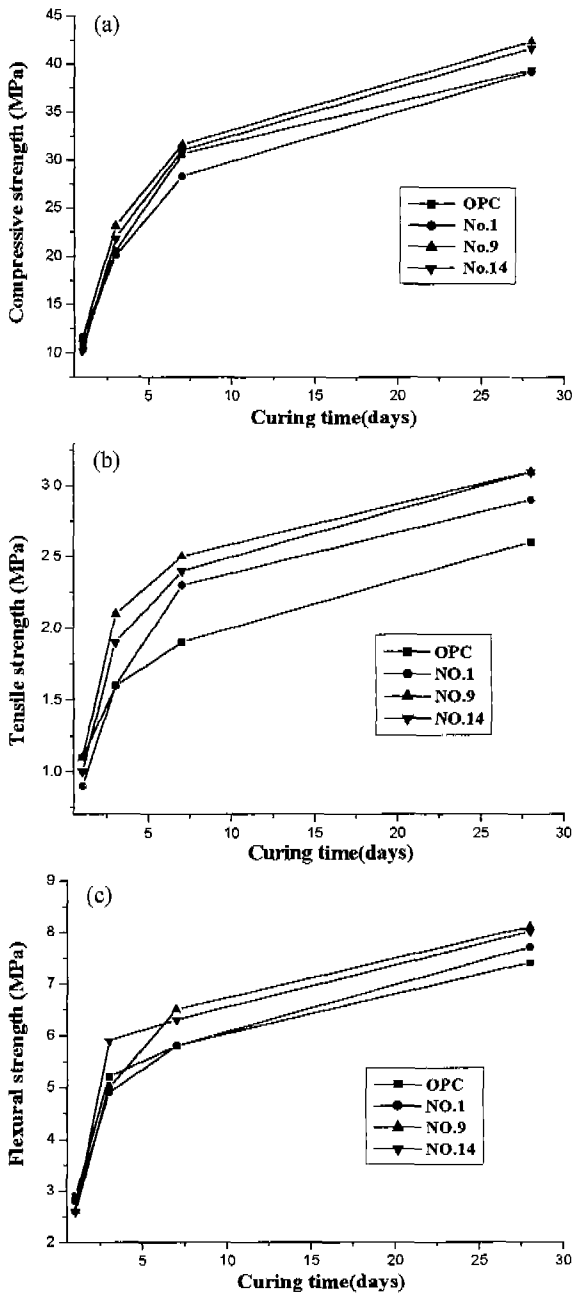 (a)
Compressive strength (MPa)
45
40
35
30
25
20
15
10
OPC
No.1
No.9
No.14
5 10 15 20 25 30
Curing time(days)
(b)
Tensile strength (MPa)
3.0
2.5
2.0
1.5
1.0
OPC
NO.1
NO.9
NO.14
5 10 15 20 25 30
Curing time(days)
(c)
Flexural strength (MPa)
9
8
7
6
5
4
3
2
OPC
NO.1
NO.9
NO.14
5 10 15 20 25 30
Curing time(days)